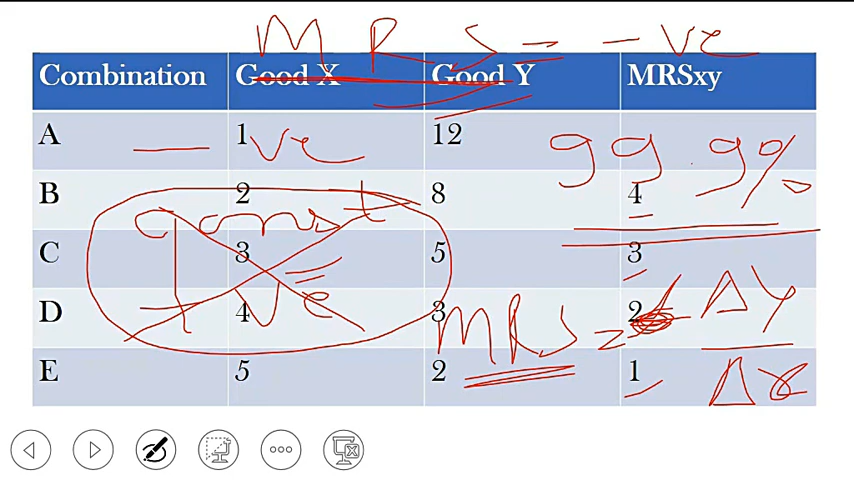 M R S = - ve
Combination Good X Good Y MRSxy
A 1 12
- ve 99 9%
B 2 8 4
const
C 3 5 3
+ ve
D 4 3 2
MRS = ΔY
ΔX
E 5 2 1